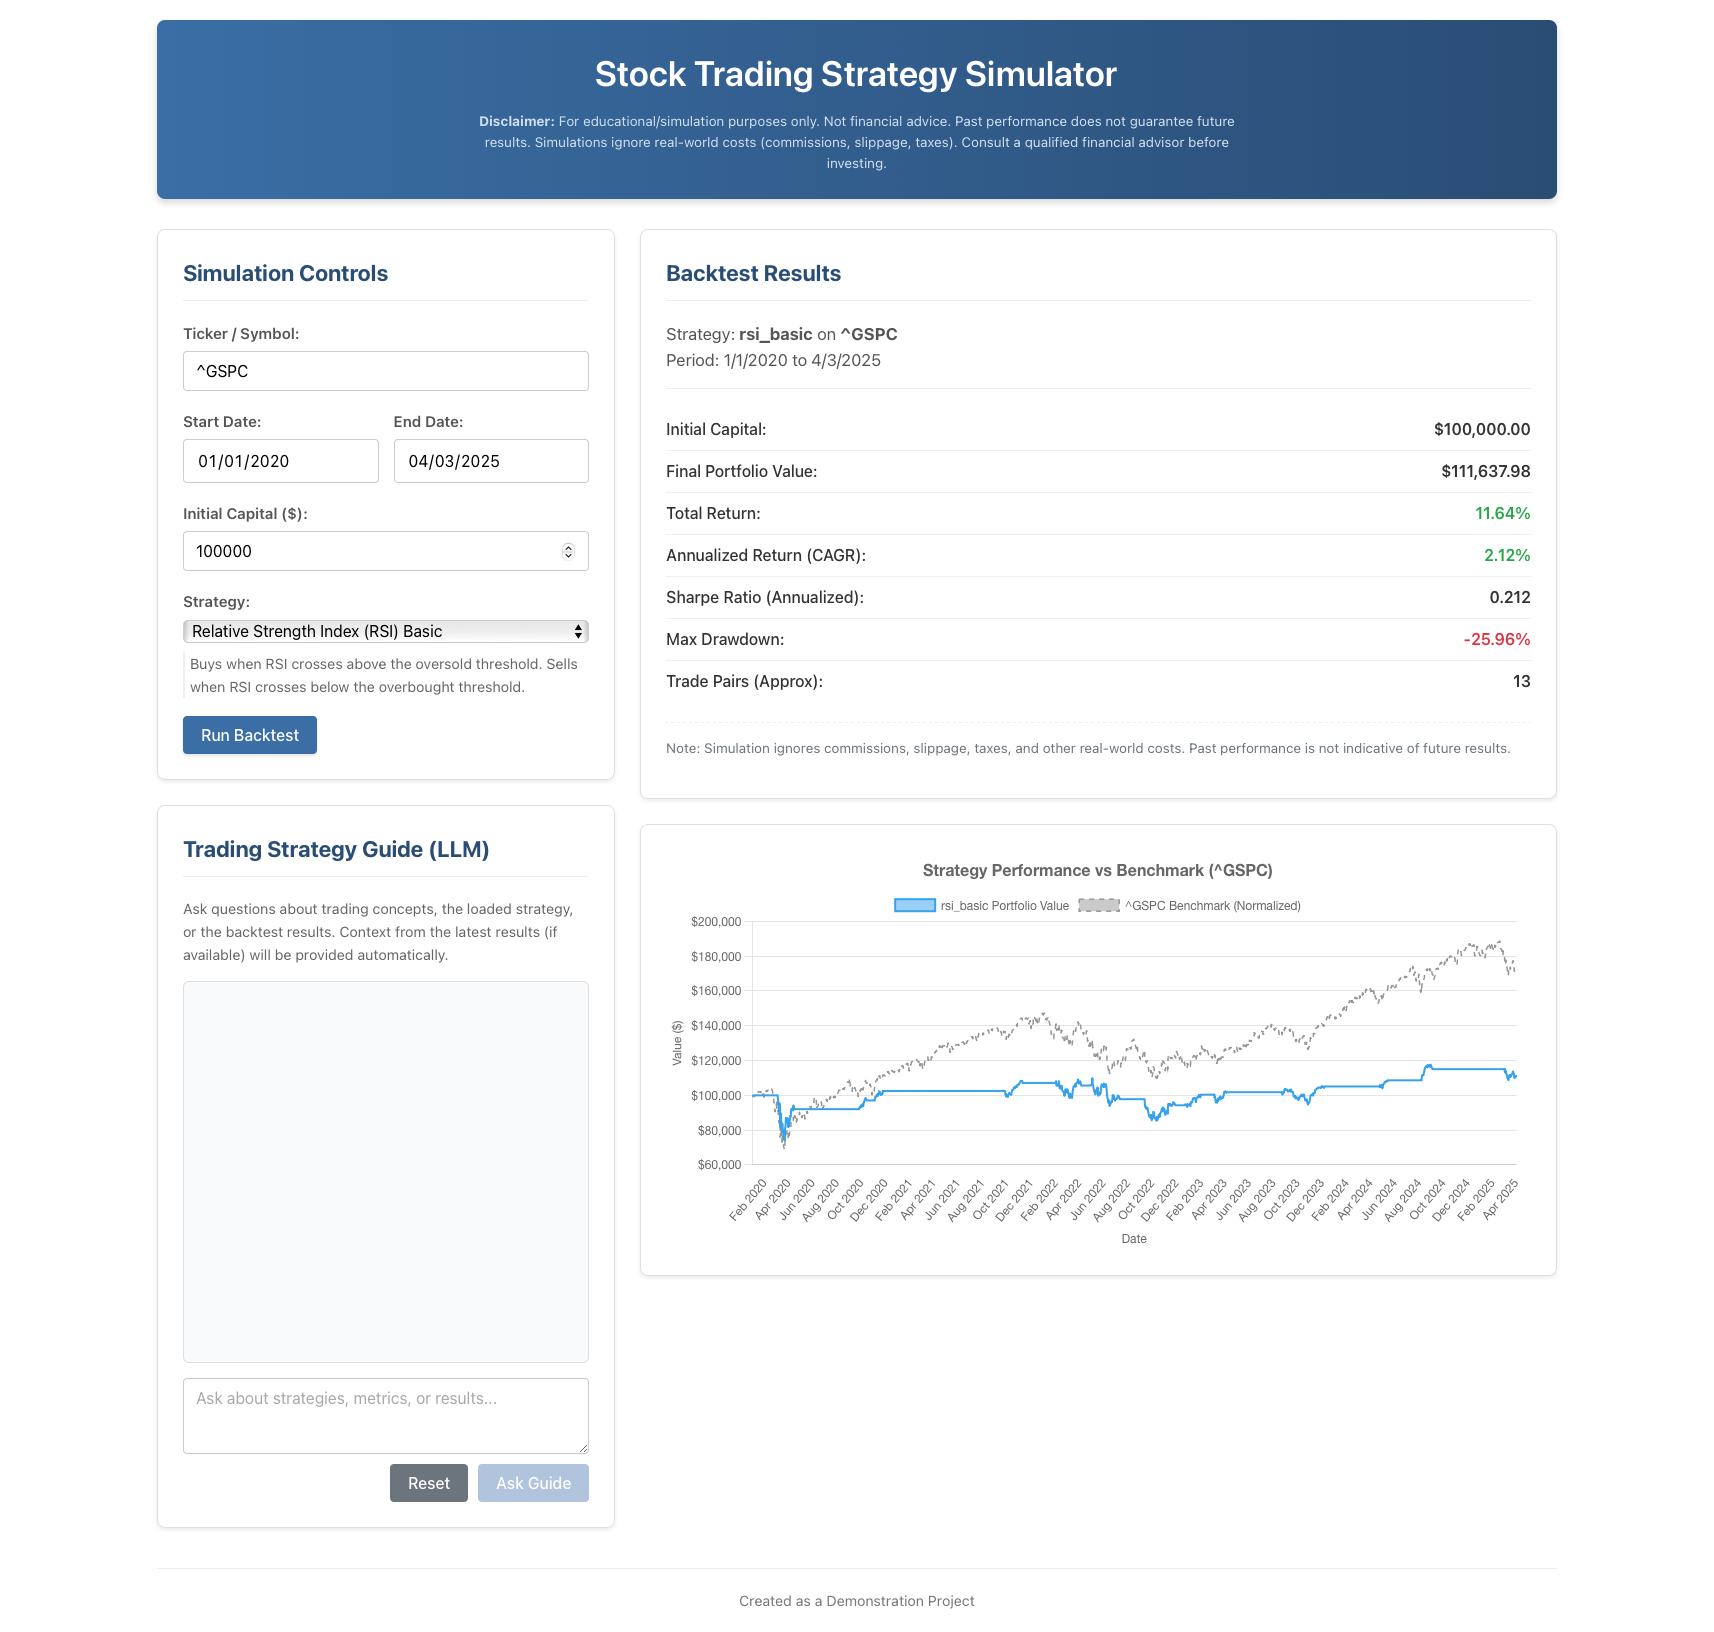 Stock Trading Strategy Simulator
Disclaimer: For educational/simulation purposes only. Not financial advice. Past performance does not guarantee future
results. Simulations ignore real-world costs (commissions, slippage, taxes). Consult a qualified financial advisor before
investing.
Simulation Controls
Ticker / Symbol:
^GSPC
Start Date:
End Date:
01/01/2020
04/03/2025
Initial Capital ($):
100000
Strategy:
Relative Strength Index (RSI) Basic
Buys when RSI crosses above the oversold threshold. Sells
when RSI crosses below the overbought threshold.
Run Backtest
Trading Strategy Guide (LLM)
Ask questions about trading concepts, the loaded strategy,
or the backtest results. Context from the latest results (if
available) will be provided automatically.
Ask about strategies, metrics, or results...
Reset
Ask Guide
Backtest Results
Strategy: rsi_basic on ^GSPC
Period: 1/1/2020 to 4/3/2025
Initial Capital: $100,000.00
Final Portfolio Value: $111,637.98
Total Return: 11.64%
Annualized Return (CAGR): 2.12%
Sharpe Ratio (Annualized): 0.212
Max Drawdown: -25.96%
Trade Pairs (Approx): 13
Note: Simulation ignores commissions, slippage, taxes, and other real-world costs. Past performance is not indicative of future results.
Strategy Performance vs Benchmark (^GSPC)
rsi_basic Portfolio Value
^GSPC Benchmark (Normalized)
Value ($)
$200,000
$180,000
$160,000
$140,000
$120,000
$100,000
$80,000
$60,000
Feb 2020
Apr 2020
Jun 2020
Aug 2020
Oct 2020
Dec 2020
Feb 2021
Apr 2021
Jun 2021
Aug 2021
Oct 2021
Dec 2021
Feb 2022
Apr 2022
Jun 2022
Aug 2022
Oct 2022
Dec 2022
Feb 2023
Apr 2023
Jun 2023
Aug 2023
Oct 2023
Dec 2023
Feb 2024
Apr 2024
Jun 2024
Aug 2024
Oct 2024
Dec 2024
Feb 2025
Apr 2025
Date
Created as a Demonstration Project